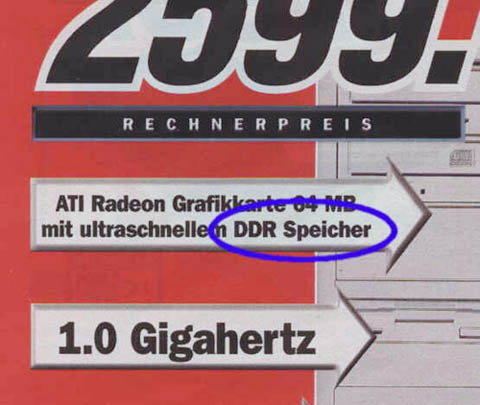 2599.
RECHNERPREIS
ATI Radeon Grafikkarte 64 MB
mit ultraschnellem DDR Speicher
1.0 Gigahertz